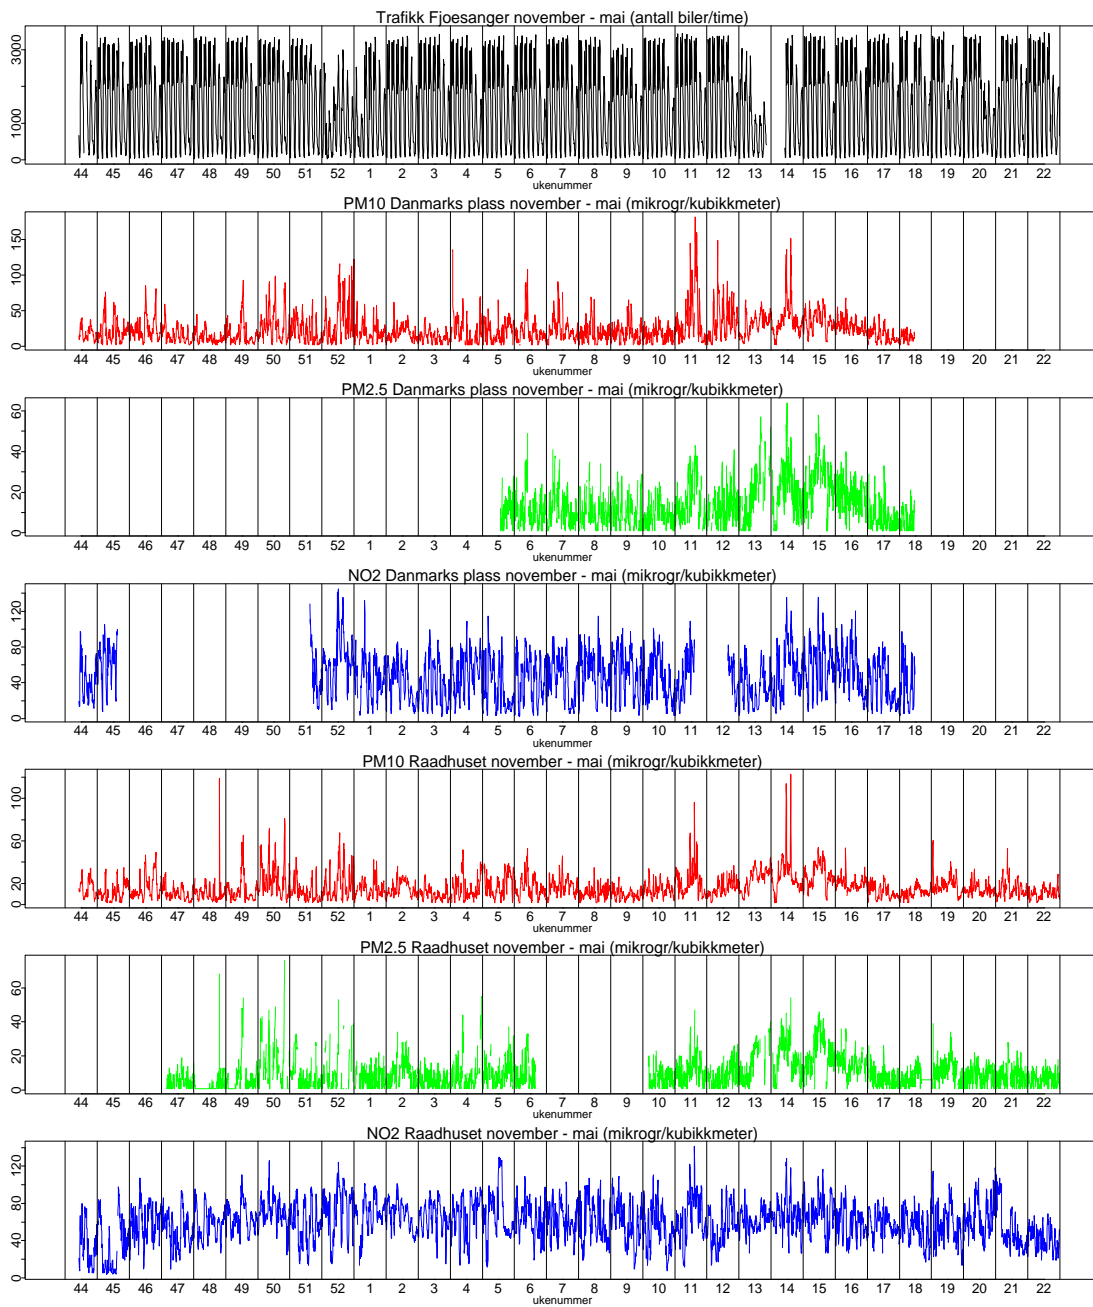 Trafikk Fjoesanger november - mai (antall biler/time)
0 1000 3000
44 45 46 47 48 49 50 51 52 1 2 3 4 5 6 7 8 9 10 11 12 13 14 15 16 17 18 19 20 21 22
ukenummer
PM10 Danmarks plass november - mai (mikrogr/kubikkmeter)
0 50 100 150
44 45 46 47 48 49 50 51 52 1 2 3 4 5 6 7 8 9 10 11 12 13 14 15 16 17 18 19 20 21 22
ukenummer
PM2.5 Danmarks plass november - mai (mikrogr/kubikkmeter)
0 20 40 60
44 45 46 47 48 49 50 51 52 1 2 3 4 5 6 7 8 9 10 11 12 13 14 15 16 17 18 19 20 21 22
ukenummer
NO2 Danmarks plass november - mai (mikrogr/kubikkmeter)
0 40 80 120
44 45 46 47 48 49 50 51 52 1 2 3 4 5 6 7 8 9 10 11 12 13 14 15 16 17 18 19 20 21 22
ukenummer
PM10 Raadhuset november - mai (mikrogr/kubikkmeter)
0 20 60 100
44 45 46 47 48 49 50 51 52 1 2 3 4 5 6 7 8 9 10 11 12 13 14 15 16 17 18 19 20 21 22
ukenummer
PM2.5 Raadhuset november - mai (mikrogr/kubikkmeter)
0 20 40 60
44 45 46 47 48 49 50 51 52 1 2 3 4 5 6 7 8 9 10 11 12 13 14 15 16 17 18 19 20 21 22
ukenummer
NO2 Raadhuset november - mai (mikrogr/kubikkmeter)
0 40 80 120
44 45 46 47 48 49 50 51 52 1 2 3 4 5 6 7 8 9 10 11 12 13 14 15 16 17 18 19 20 21 22
ukenummer